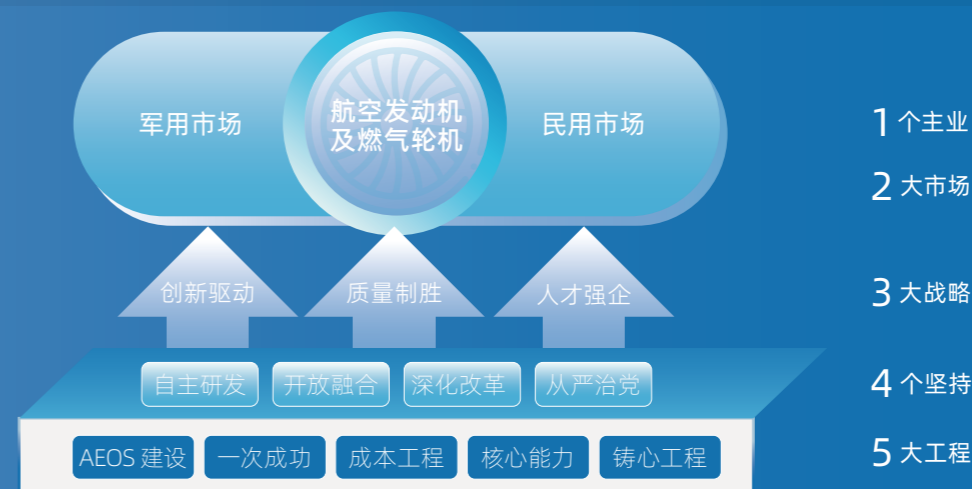 军用市场
航空发动机
及燃气轮机
民用市场
1个主业
2大市场
创新驱动
质量制胜
人才强企
3大战略
自主研发
开放融合
深化改革
从严治党
4个坚持
AEOS 建设
一次成功
成本工程
核心能力
铸心工程
5大工程